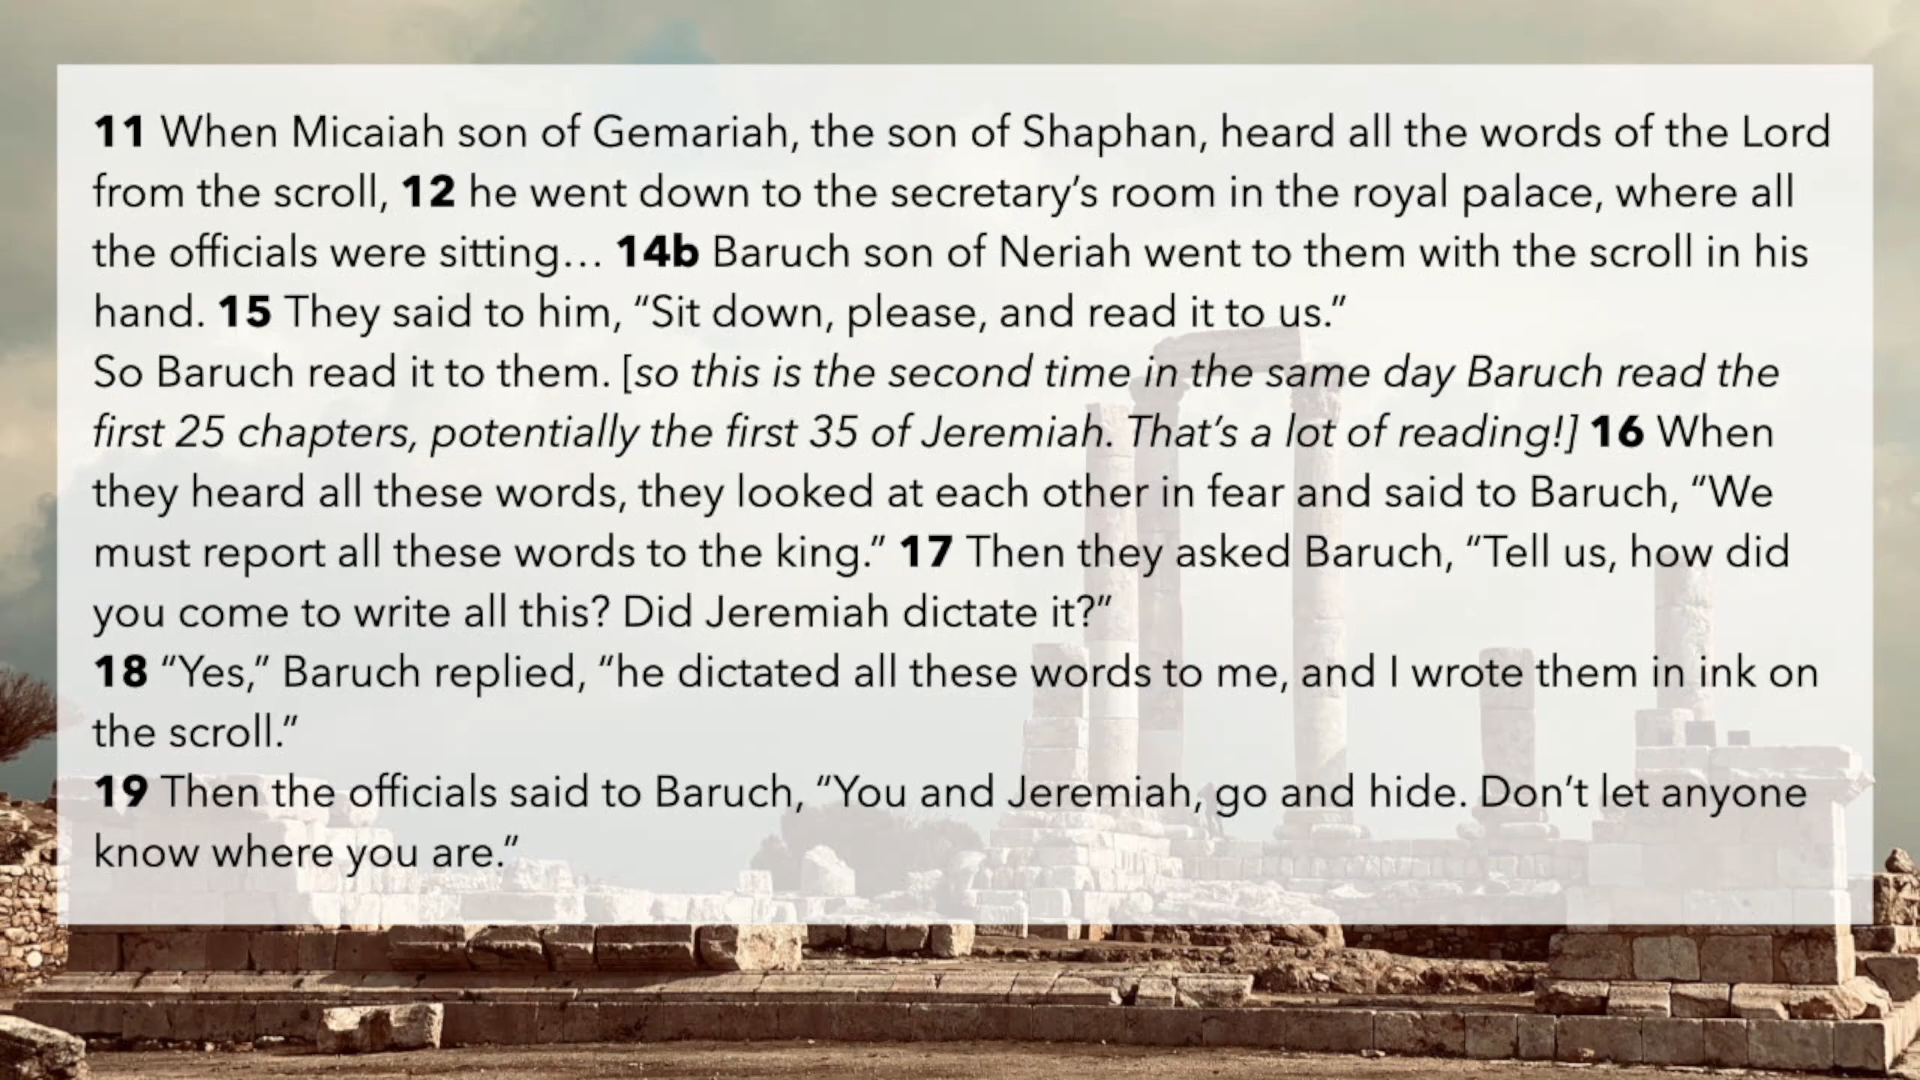 11 When Micaiah son of Gemariah, the son of Shaphan, heard all the words of the Lord
from the scroll, 12 he went down to the secretary’s room in the royal palace, where all
the officials were sitting… 14b Baruch son of Neriah went to them with the scroll in his
hand. 15 They said to him, “Sit down, please, and read it to us.”
So Baruch read it to them. [so this is the second time in the same day Baruch read the
first 25 chapters, potentially the first 35 of Jeremiah. That’s a lot of reading!] 16 When
they heard all these words, they looked at each other in fear and said to Baruch, “We
must report all these words to the king.” 17 Then they asked Baruch, “Tell us, how did
you come to write all this? Did Jeremiah dictate it?”
18 “Yes,” Baruch replied, “he dictated all these words to me, and I wrote them in ink on
the scroll.”
19 Then the officials said to Baruch, “You and Jeremiah, go and hide. Don’t let anyone
know where you are.”